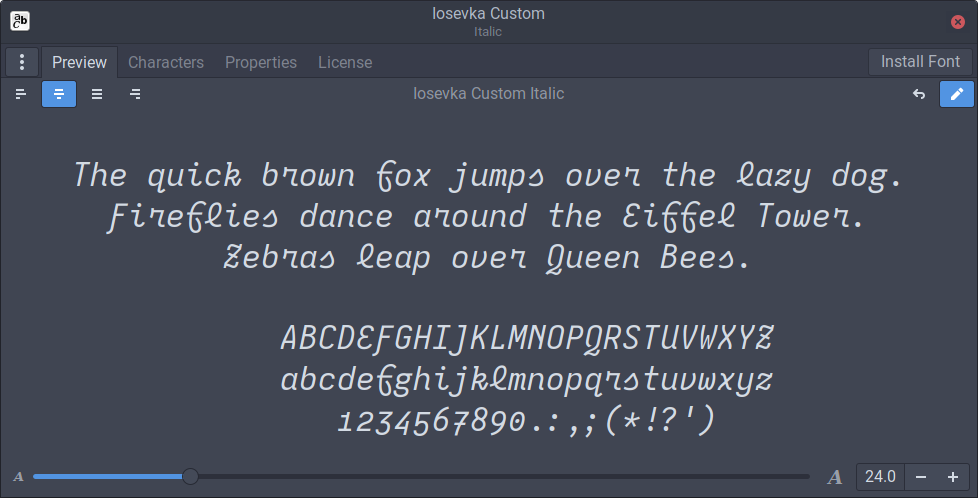 abc
Iosevka Custom
Italic
Preview Characters Properties License Install Font
Iosevka Custom Italic
The quick brown fox jumps over the lazy dog.
Fireflies dance around the Eiffel Tower.
Zebras leap over Queen Bees.
ABCDEFGHIJKLMNOPQRSTUVWXYZ
abcdefghijklmnopqrstuvwxyz
1234567890.:,;(*!?')
A A 24.0 − +